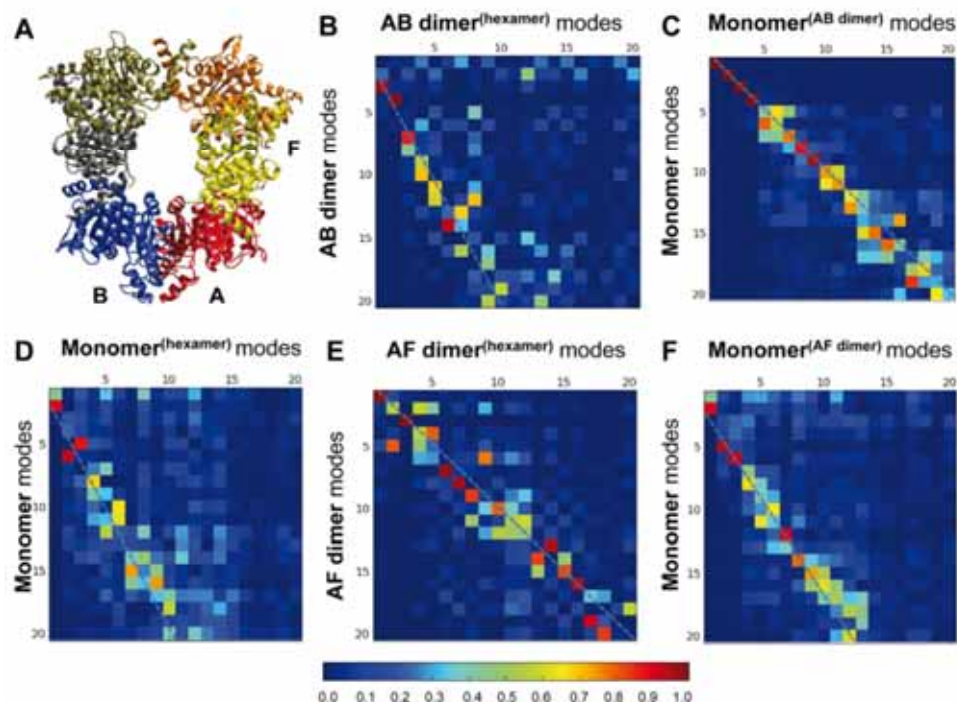 A
F
B
A
B AB dimer(hexamer) modes
5 10 15 20
AB dimer modes
5
10
15
20
C Monomer(AB dimer) modes
5 10 15 20
Monomer modes
5
10
15
20
D Monomer(hexamer) modes
5 10 15 20
Monomer modes
5
10
15
20
E AF dimer(hexamer) modes
5 10 15 20
AF dimer modes
5
10
15
20
F Monomer(AF dimer) modes
5 10 15 20
Monomer modes
5
10
15
20
0.0 0.1 0.2 0.3 0.4 0.5 0.6 0.7 0.8 0.9 1.0